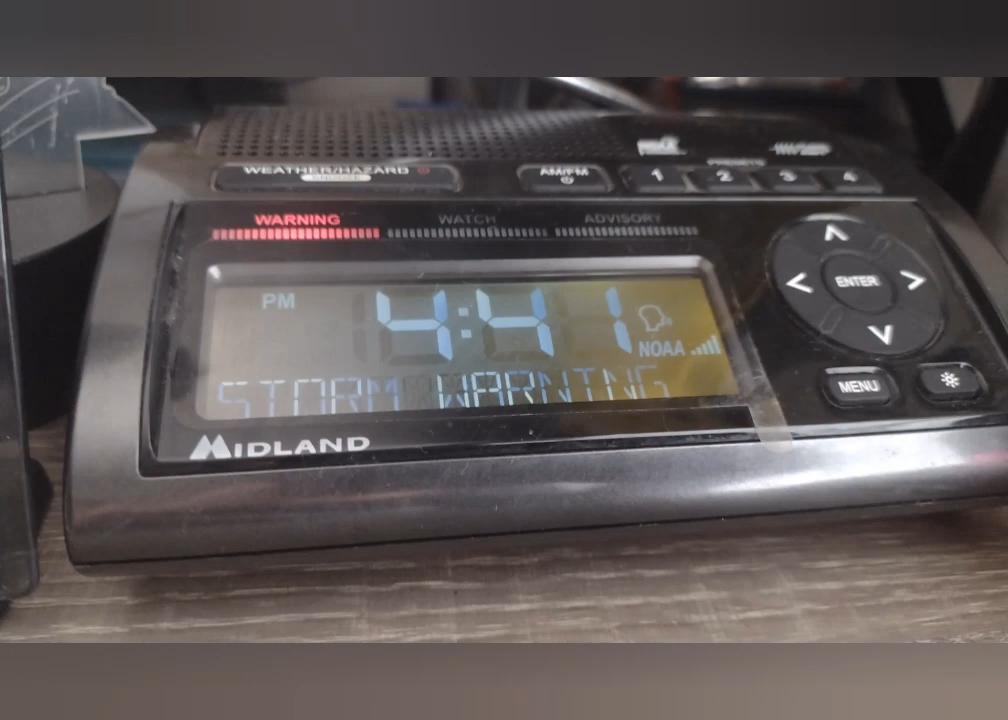 WEATHER/HAZARD
AM/FM
PRESETS
1 2 3 4
WARNING WATCH ADVISORY
PM 4:41
NOAA
STORM WARNING
MIDLAND
ENTER
MENU